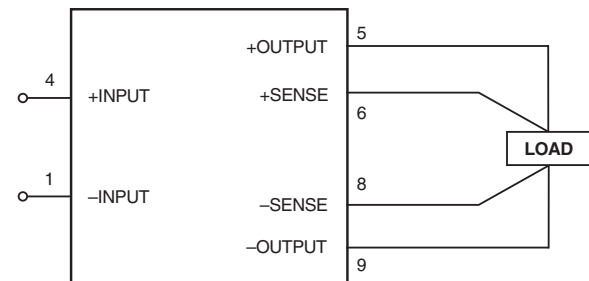 5
+OUTPUT
4
+INPUT
+SENSE
6
LOAD
1
–INPUT
8
–SENSE
–OUTPUT
9